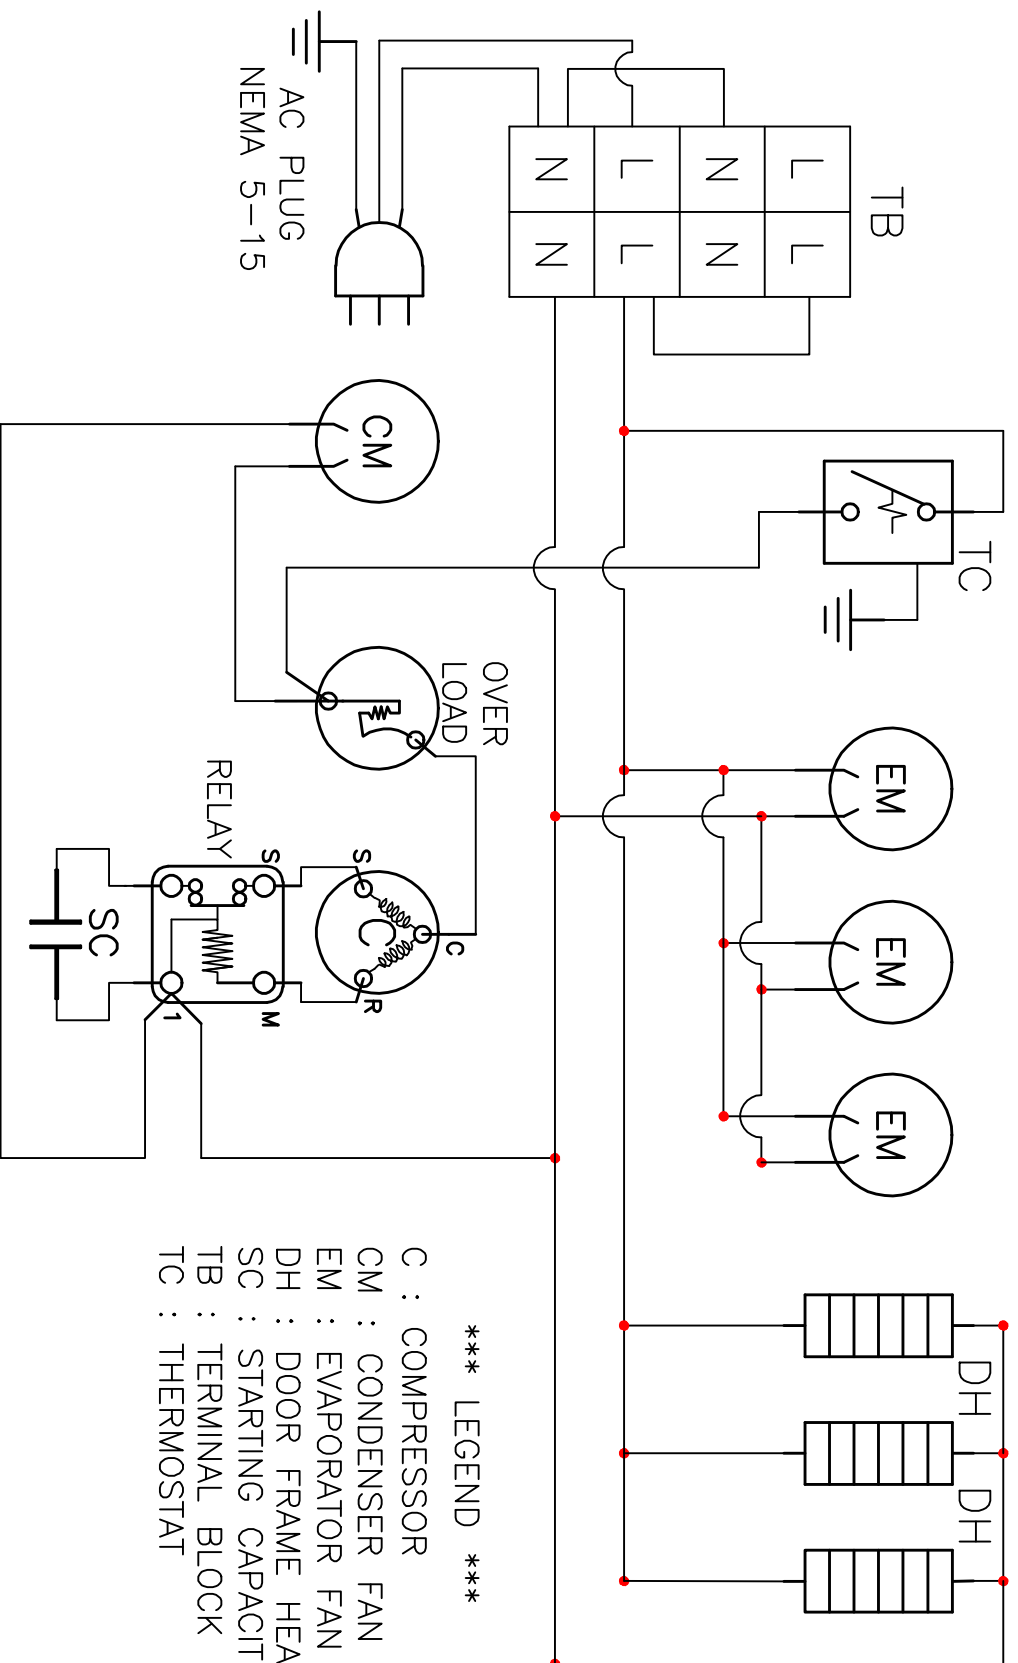 TB
L L
N N
L L
N N
AC PLUG
NEMA 5-15
TC
EM
EM
EM
DH
DH
CM
OVER
LOAD
RELAY
S
M
1
S
C
R
C
SC
*** LEGEND ***
C : COMPRESSOR
CM : CONDENSER FAN
EM : EVAPORATOR FAN
DH : DOOR FRAME HEA
SC : STARTING CAPACIT
TB : TERMINAL BLOCK
TC : THERMOSTAT